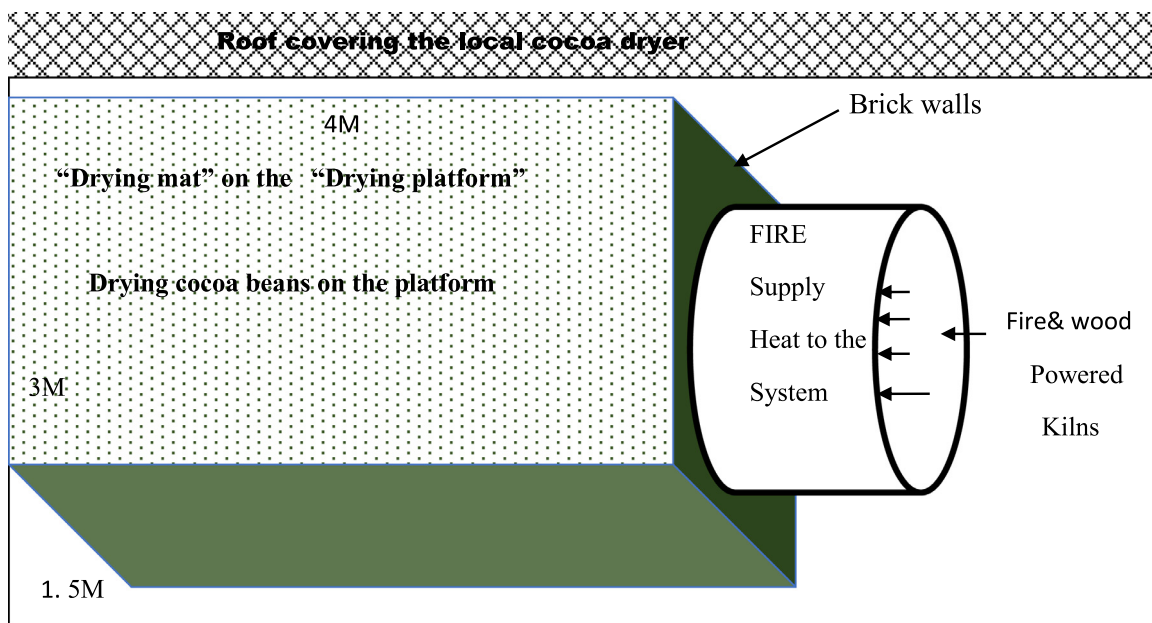 Roof covering the local cocoa dryer
4M
Brick walls
“Drying mat” on the “Drying platform”
Drying cocoa beans on the platform
3M
1. 5M
FIRE
Supply
Heat to the
System
Fire& wood
Powered
Kilns